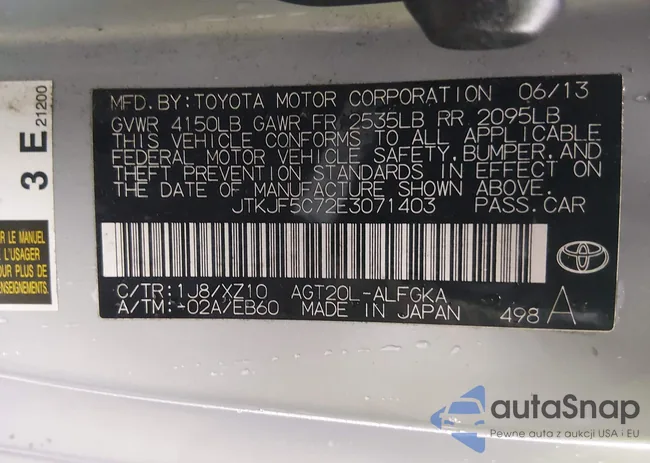 3 E
21200
R LE MANUEL
L'USAGER
POUR DE
ENSEIGNEMENTS.
MFD. BY: TOYOTA MOTOR CORPORATION 06/13
GVWR 4150LB GAWR FR 2535LB RR 2095LB
THIS VEHICLE CONFORMS TO ALL APPLICABLE
FEDERAL MOTOR VEHICLE SAFETY, BUMPER, AND
THEFT PREVENTION STANDARDS IN EFFECT ON
THE DATE OF MANUFACTURE SHOWN ABOVE.
JTKJF5C72E3071403 PASS. CAR
C/TR: 1J8/XZ10 AGT20L-ALFGKA
A/TM: -02A/EB60 MADE IN JAPAN 498 A
autoSnap
Pewne auta z aukcji USA i EU